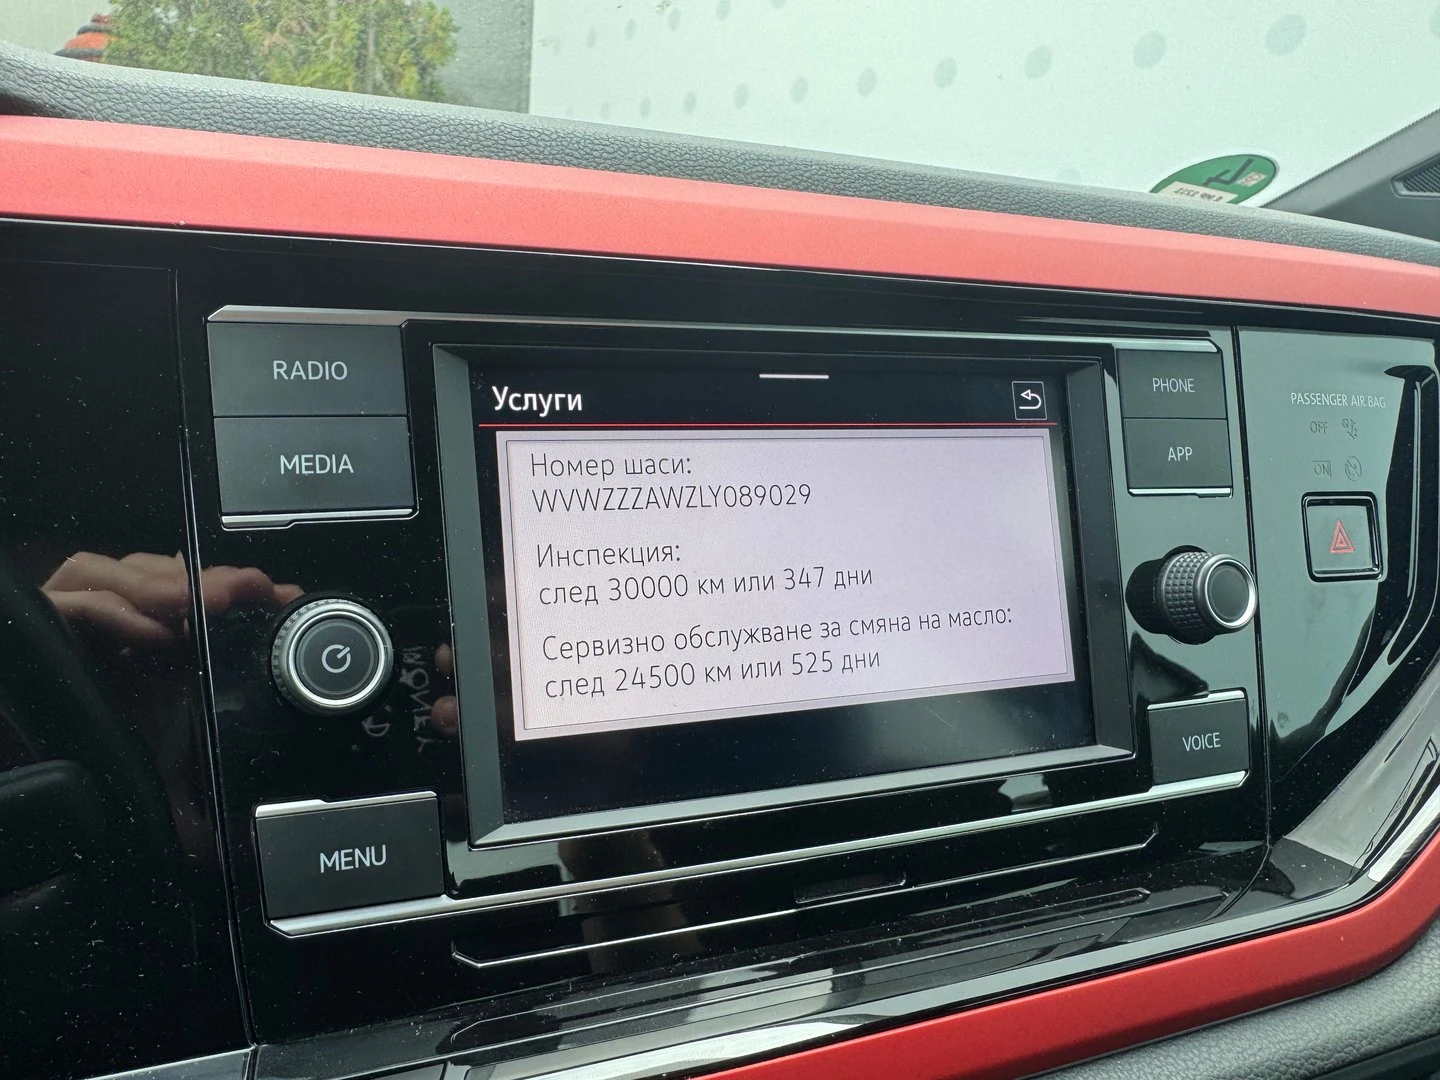 RADIO
MEDIA
MENU
Услуги
Номер шаси:
WVWZZZAWZLY089029
Инспекция:
след 30000 км или 347 дни
Сервизно обслужване за смяна на масло:
след 24500 км или 525 дни
PHONE
APP
VOICE
PASSENGER AIR BAG
OFF
ON